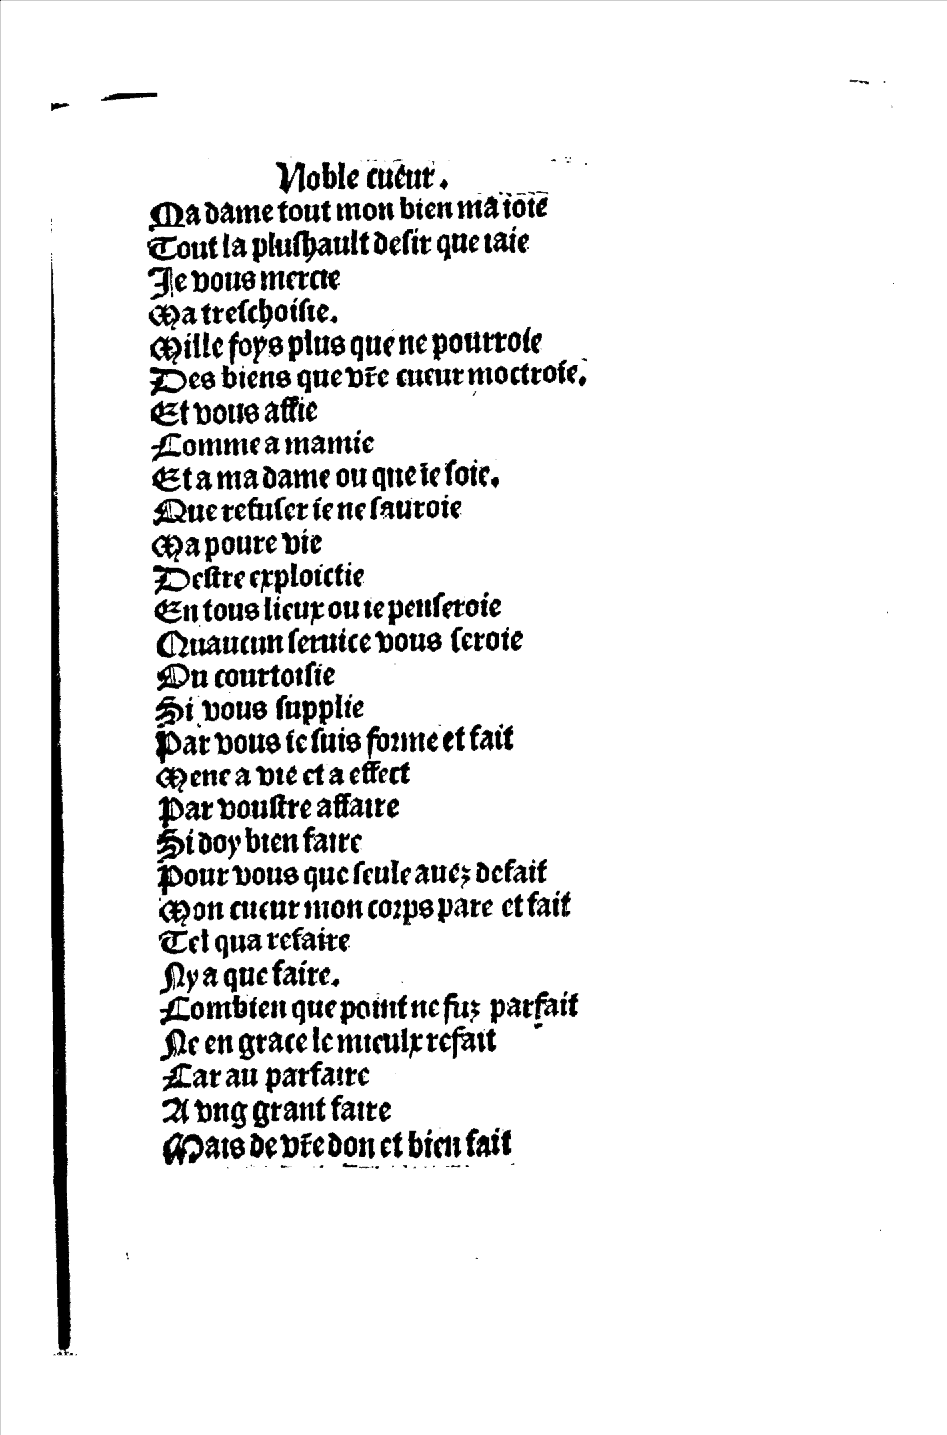 Noble cueur.
Ma dame tout mon bien ma ioie
Tout la plusſhault deſir que iaie
Je vous mercie
Ma treſchoiſie.
Mille foys plus que ne pourroie
Des biens que vr̄e cueur moctroie.
Et vous affie
Comme a mamie
Et a ma dame ou que ie ſoie.
Que refuſer ie ne ſauroie
Ma poure vie
Deſtre exploictie
En tous lieux ou ie penſeroie
Quaucun ſeruice vous feroie
Ou courtoiſie
Si vous ſupplie
Par vous ie ſuis forme et fait
Mene a vie et a effect
Par vouſtre affaire
Si doy bien faire
Pour vous que ſeule auez defait
Mon cueur mon corps pare et fait
Tel qua refaire
Ny a que faire.
Combien que point ne fuz parfait
Ne en grace le mieulx refait
Car au parfaire
A vng grant faire
Mais de vr̄e don et bien fait